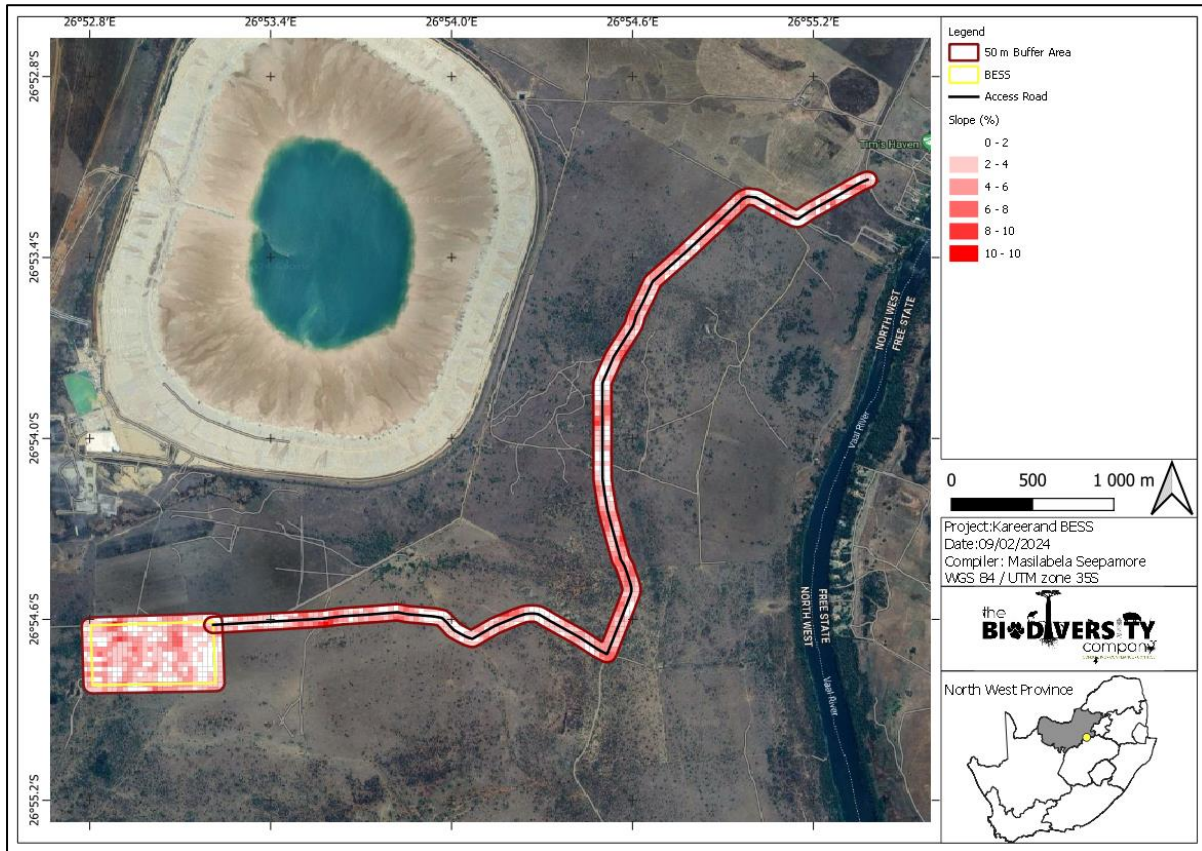 26°52.8'E 26°53.4'E 26°54.0'E 26°54.6'E 26°55.2'E
26°52.8'S
26°53.4'S
26°54.0'S
26°54.6'S
26°55.2'S
Tim's Haven
NORTH WEST
FREE STATE
Vaal River
FREE STATE
NORTH WEST
Vaal River
Legend
50 m Buffer Area
BESS
Access Road
Slope (%)
0 - 2
2 - 4
4 - 6
6 - 8
8 - 10
10 - 10
0 500 1 000 m
Project:Kareerand BESS
Date:09/02/2024
Compiler: Masilabela Seepamore
WGS 84 / UTM zone 35S
the
BIODIVERSITY
company
North West Province